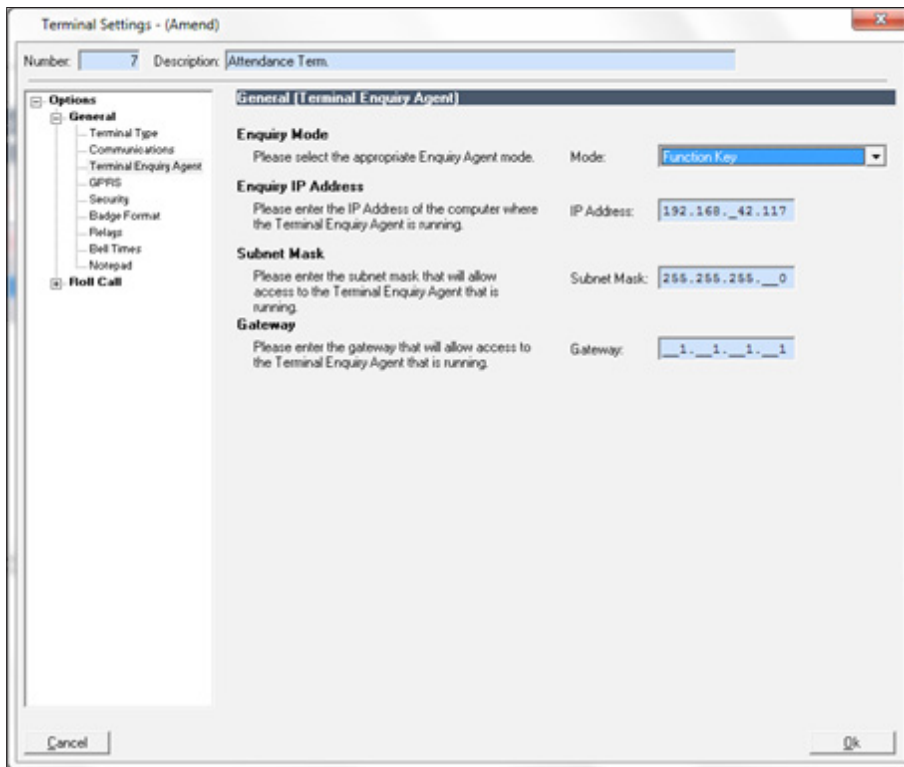 Terminal Settings - (Amend)
Number: 7 Description: Attendance Term.
Options
General
Terminal Type
Communications
Terminal Enquiry Agent
GPRS
Security
Badge Format
Relays
Bell Times
Notepad
Roll Call
General (Terminal Enquiry Agent)
Enquiry Mode
Please select the appropriate Enquiry Agent mode. Mode: Function Key
Enquiry IP Address
Please enter the IP Address of the computer where
the Terminal Enquiry Agent is running. IP Address: 192.168._42.117
Subnet Mask
Please enter the subnet mask that will allow
access to the Terminal Enquiry Agent that is
running. Subnet Mask: 255.255.255.__0
Gateway
Please enter the gateway that will allow access to
the Terminal Enquiry Agent that is running. Gateway: __1.__1.__1.__1
Cancel
Ok